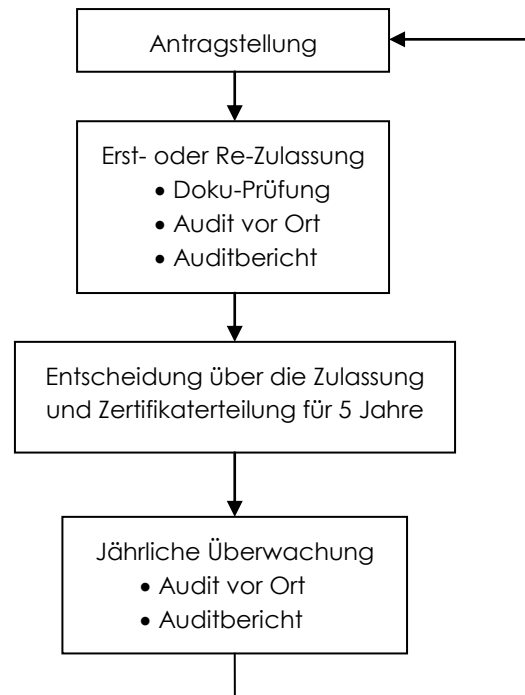 Antragstellung
Erst- oder Re-Zulassung
• Doku-Prüfung
• Audit vor Ort
• Auditbericht
Entscheidung über die Zulassung
und Zertifikaterteilung für 5 Jahre
Jährliche Überwachung
• Audit vor Ort
• Auditbericht